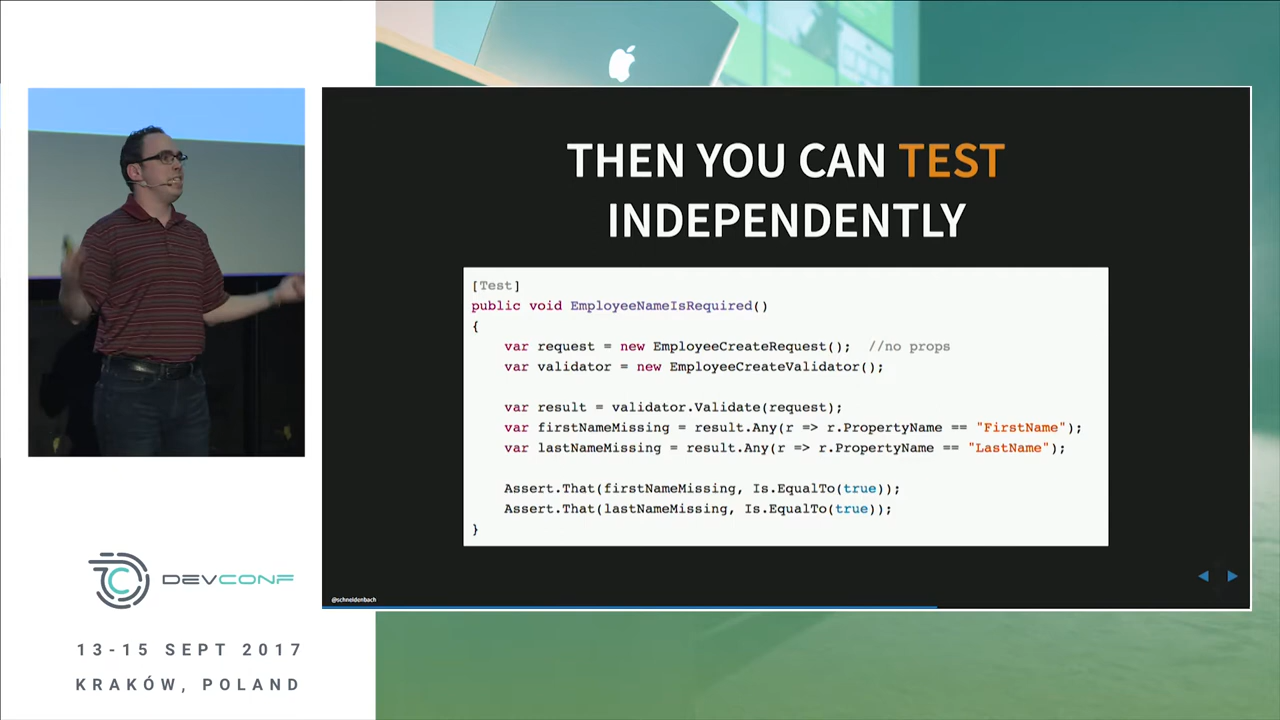 THEN YOU CAN TEST
INDEPENDENTLY
[Test]
public void EmployeeNameIsRequired()
{
    var request = new EmployeeCreateRequest();  //no props
    var validator = new EmployeeCreateValidator();
    var result = validator.Validate(request);
    var firstNameMissing = result.Any(r => r.PropertyName == "FirstName");
    var lastNameMissing = result.Any(r => r.PropertyName == "LastName");
    Assert.That(firstNameMissing, Is.EqualTo(true));
    Assert.That(lastNameMissing, Is.EqualTo(true));
}
@schneidenbach
DEVCONF
13-15 SEPT 2017
KRAKÓW, POLAND